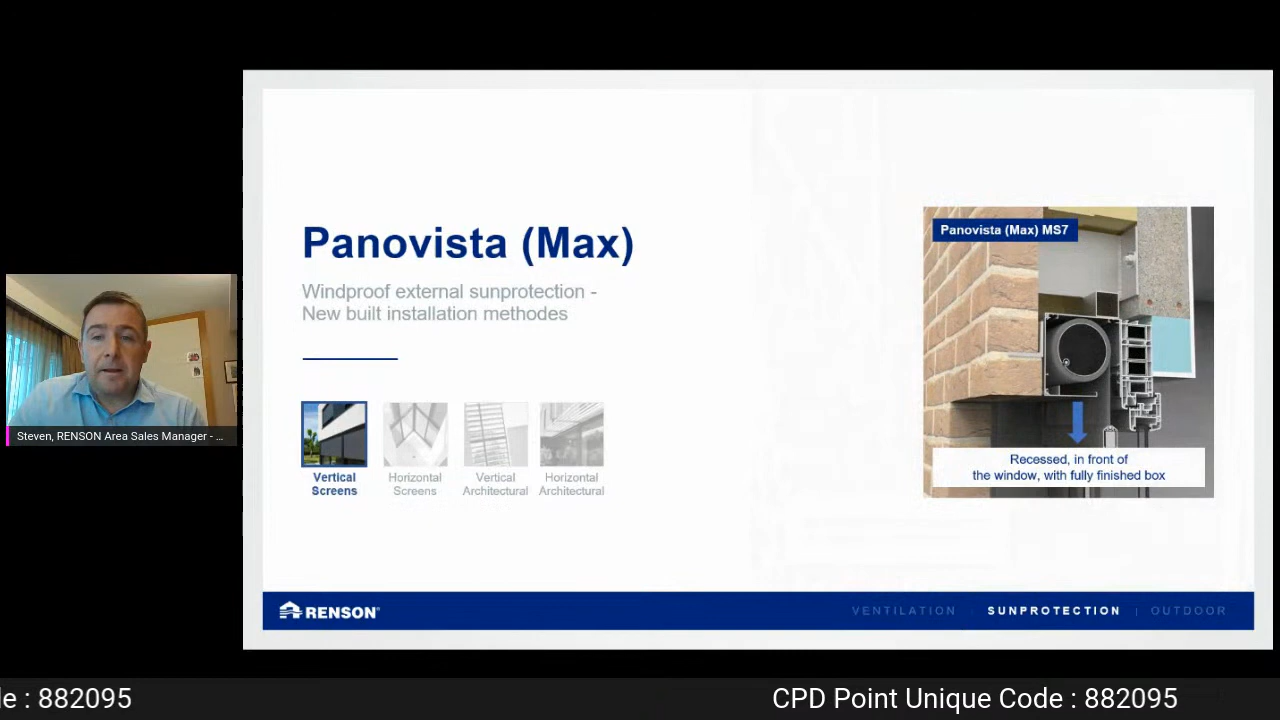 Panovista (Max)
Windproof external sunprotection -
New built installation methodes
Vertical
Screens
Horizontal
Screens
Vertical
Architectural
Horizontal
Architectural
Panovista (Max) MS7
Recessed, in front of
the window, with fully finished box
Steven, RENSON Area Sales Manager - ...
RENSON
VENTILATION
SUNPROTECTION | OUTDOOR
de : 882095
CPD Point Unique Code : 882095